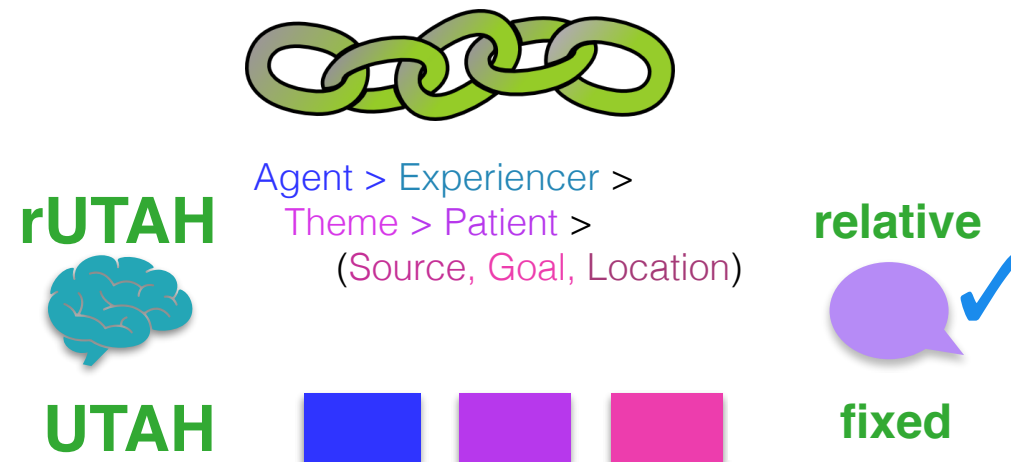 Agent > Experiencer >
rUTAH
Theme > Patient >
relative
(Source, Goal, Location)
UTAH
fixed